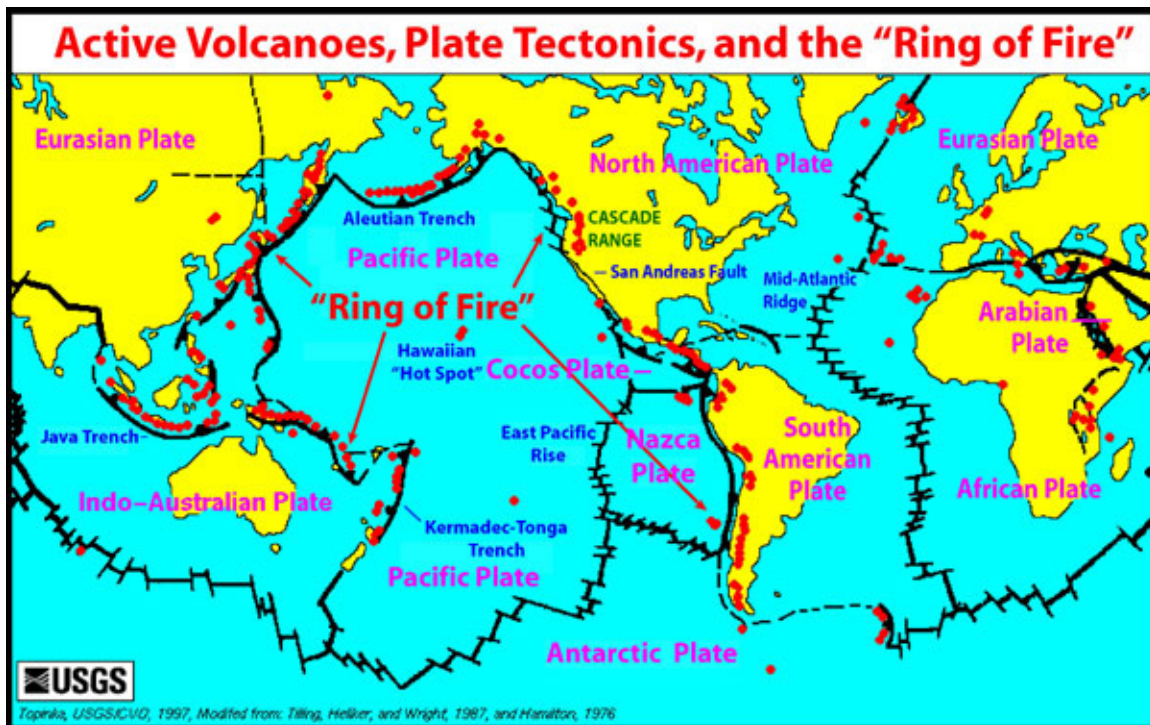 Active Volcanoes, Plate Tectonics, and the “Ring of Fire”
Eurasian Plate
North American Plate
Eurasian Plate
Aleutian Trench
CASCADE
RANGE
Pacific Plate
San Andreas Fault
Mid-Atlantic
Ridge
“Ring of Fire”
Arabian
Plate
Hawaiian
“Hot Spot”
Cocos Plate
Java Trench
East Pacific
Rise
Nazca
Plate
South
American
Plate
Indo-Australian Plate
African Plate
Kermadec-Tonga
Trench
Pacific Plate
Antarctic Plate
USGS
Topinka, USGS/CVO, 1997, Modified from: Tilling, Heliker, and Wright, 1987, and Hamilton, 1976